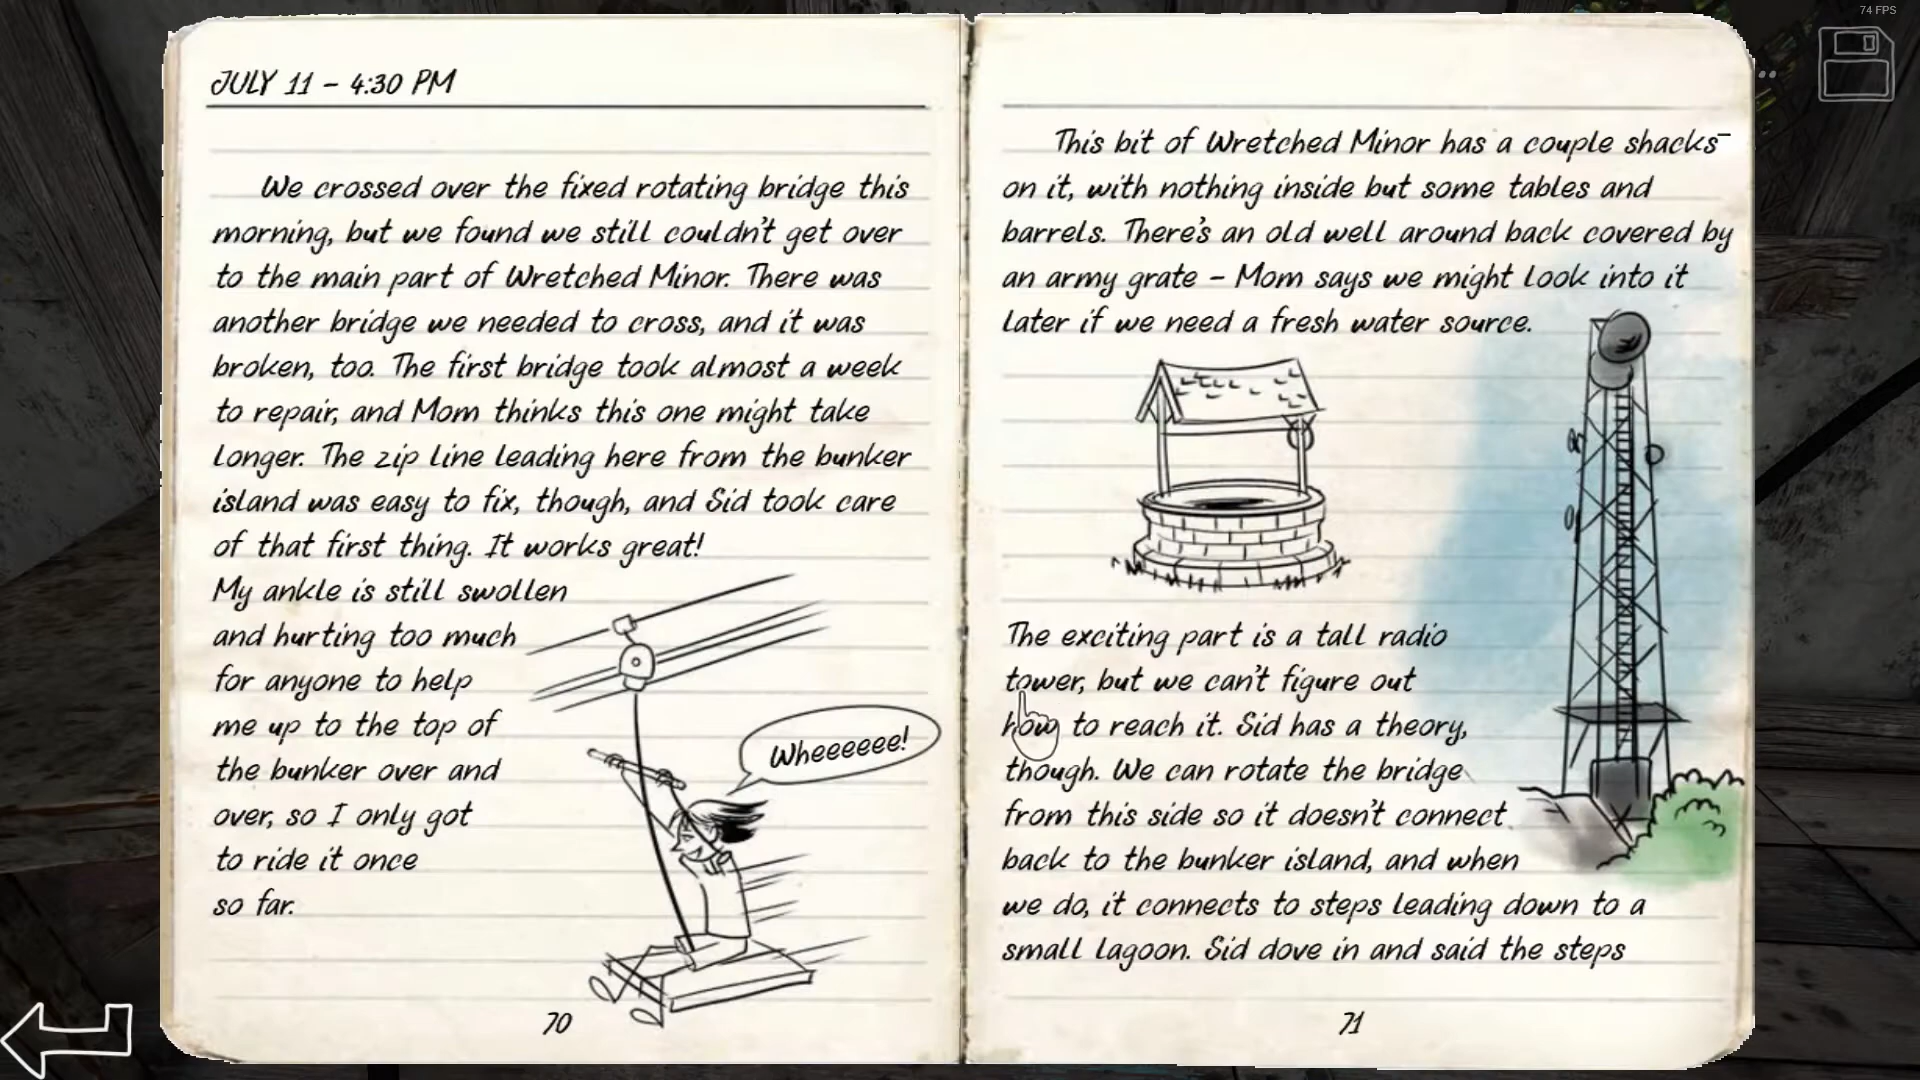 74 FPS
JULY 11 – 4:30 PM
We crossed over the fixed rotating bridge this
morning, but we found we still couldn't get over
to the main part of Wretched Minor. There was
another bridge we needed to cross, and it was
broken, too. The first bridge took almost a week
to repair, and Mom thinks this one might take
longer. The zip line leading here from the bunker
island was easy to fix, though, and Sid took care
of that first thing. It works great!
My ankle is still swollen
and hurting too much
for anyone to help
me up to the top of
the bunker over and
over, so I only got
to ride it once
so far.
Wheeeeee!
70
This bit of Wretched Minor has a couple shacks
on it, with nothing inside but some tables and
barrels. There's an old well around back covered by
an army grate – Mom says we might look into it
later if we need a fresh water source.
The exciting part is a tall radio
tower, but we can't figure out
how to reach it. Sid has a theory,
though. We can rotate the bridge
from this side so it doesn't connect
back to the bunker island, and when
we do, it connects to steps leading down to a
small lagoon. Sid dove in and said the steps
71